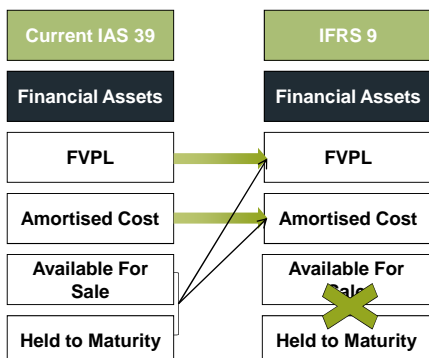 Current IAS 39
IFRS 9
Financial Assets
Financial Assets
FVPL
FVPL
Amortised Cost
Amortised Cost
Available For
Sale
Available For
Sale
Held to Maturity
Held to Maturity